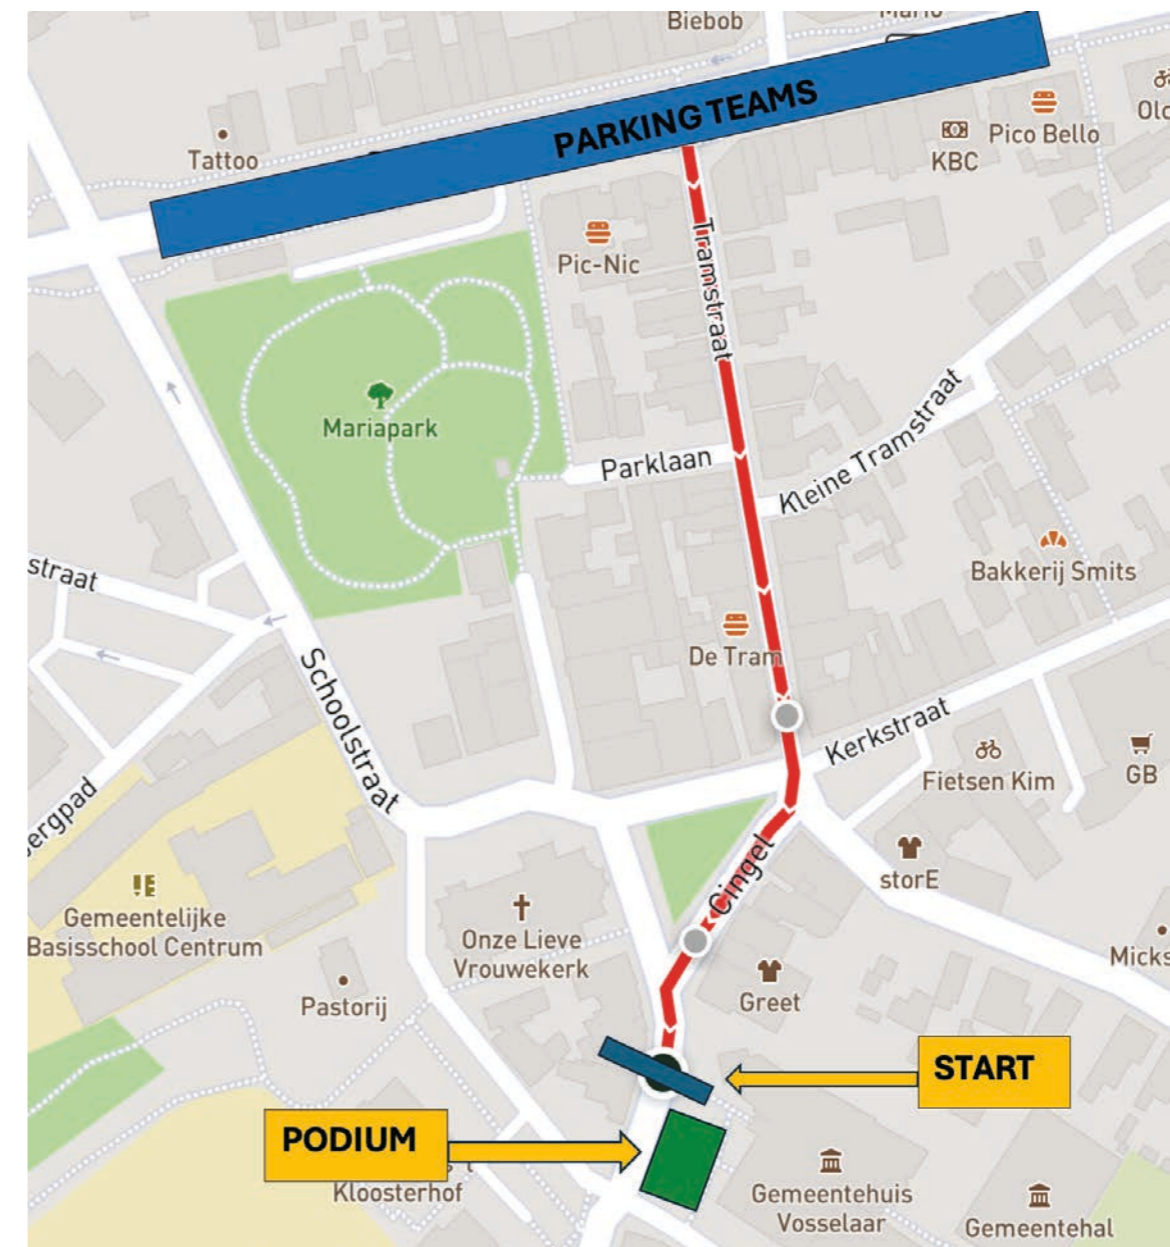 Biebob
PARKING TEAMS
Tattoo
KBC
Pico Bello
Pic-Nic
Tramstraat
Mariapark
Parklaan
Kleine Tramstraat
Bakkerij Smits
straat
De Tram
Schoolstraat
Kerkstraat
Fietsen Kim
GB
storE
Cingel
Gemeentelijke
Basisschool Centrum
Onze Lieve
Vrouwekerk
Pastorij
Greet
Micks
START
PODIUM
Kloosterhof
Gemeentehuis
Vosselaar
Gemeentehal